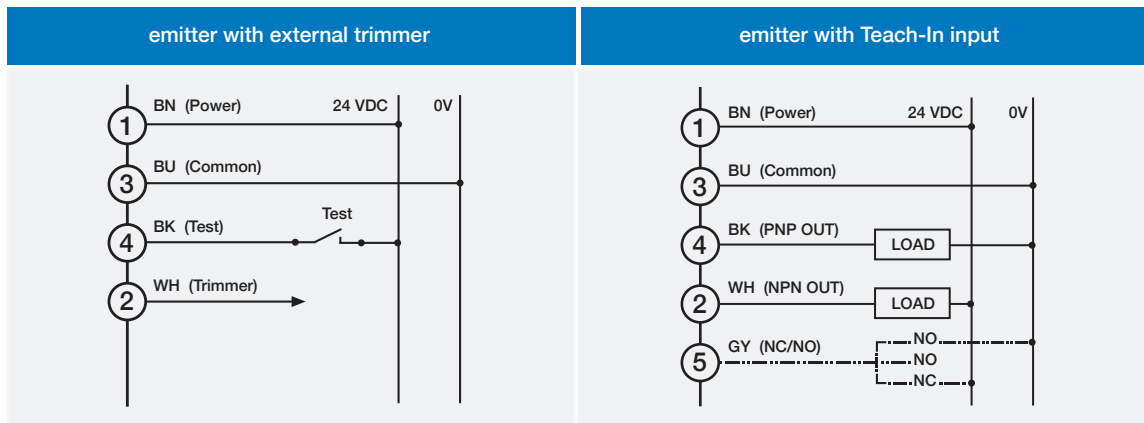 emitter with external trimmer
1 BN (Power) 24 VDC 0V
3 BU (Common)
4 BK (Test) Test
2 WH (Trimmer)
emitter with Teach-In input
1 BN (Power) 24 VDC 0V
3 BU (Common)
4 BK (PNP OUT) LOAD
2 WH (NPN OUT) LOAD
5 GY (NC/NO) NO
NO
NC